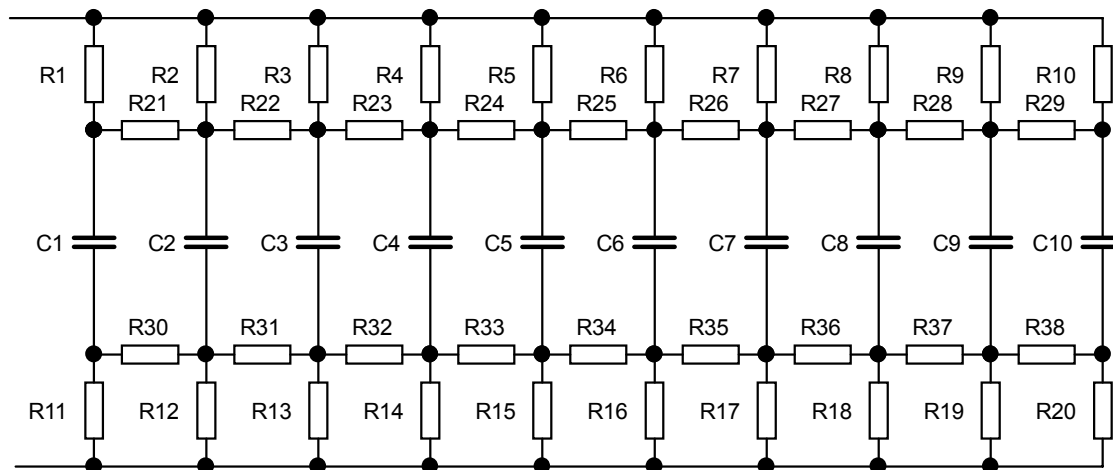 R1 R2 R3 R4 R5 R6 R7 R8 R9 R10
R21 R22 R23 R24 R25 R26 R27 R28 R29
C1 C2 C3 C4 C5 C6 C7 C8 C9 C10
R30 R31 R32 R33 R34 R35 R36 R37 R38
R11 R12 R13 R14 R15 R16 R17 R18 R19 R20